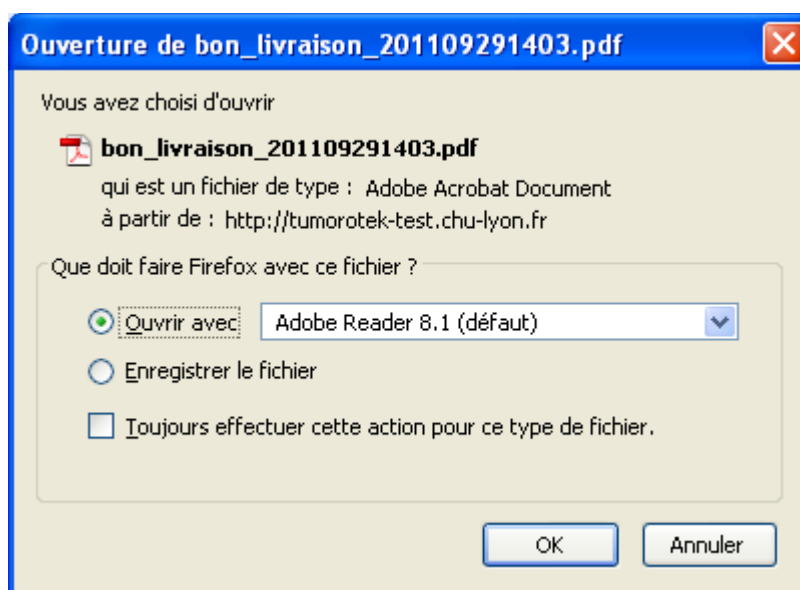 Ouverture de bon_livraison_201109291403.pdf
Vous avez choisi d'ouvrir
bon_livraison_201109291403.pdf
qui est un fichier de type : Adobe Acrobat Document
à partir de : http://tumorotek-test.chu-lyon.fr
Que doit faire Firefox avec ce fichier ?
Ouvrir avec Adobe Reader 8.1 (défaut)
Enregistrer le fichier
Toujours effectuer cette action pour ce type de fichier.
OK Annuler